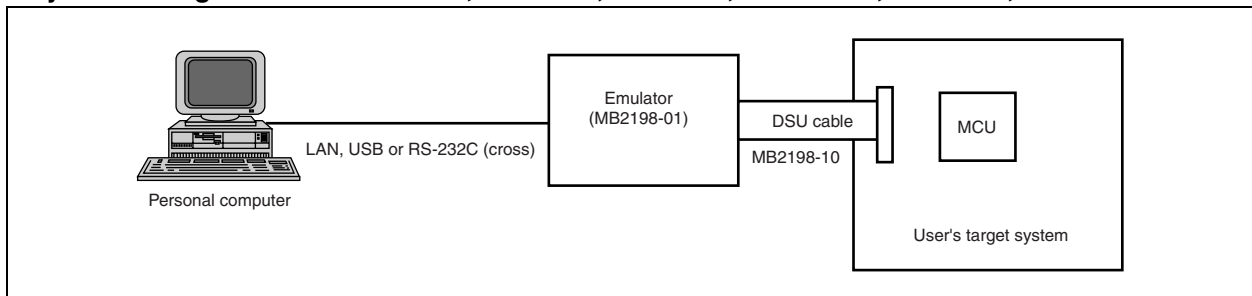 Emulator
(MB2198-01)
DSU cable
MCU
LAN, USB or RS-232C (cross)
MB2198-10
Personal computer
User's target system